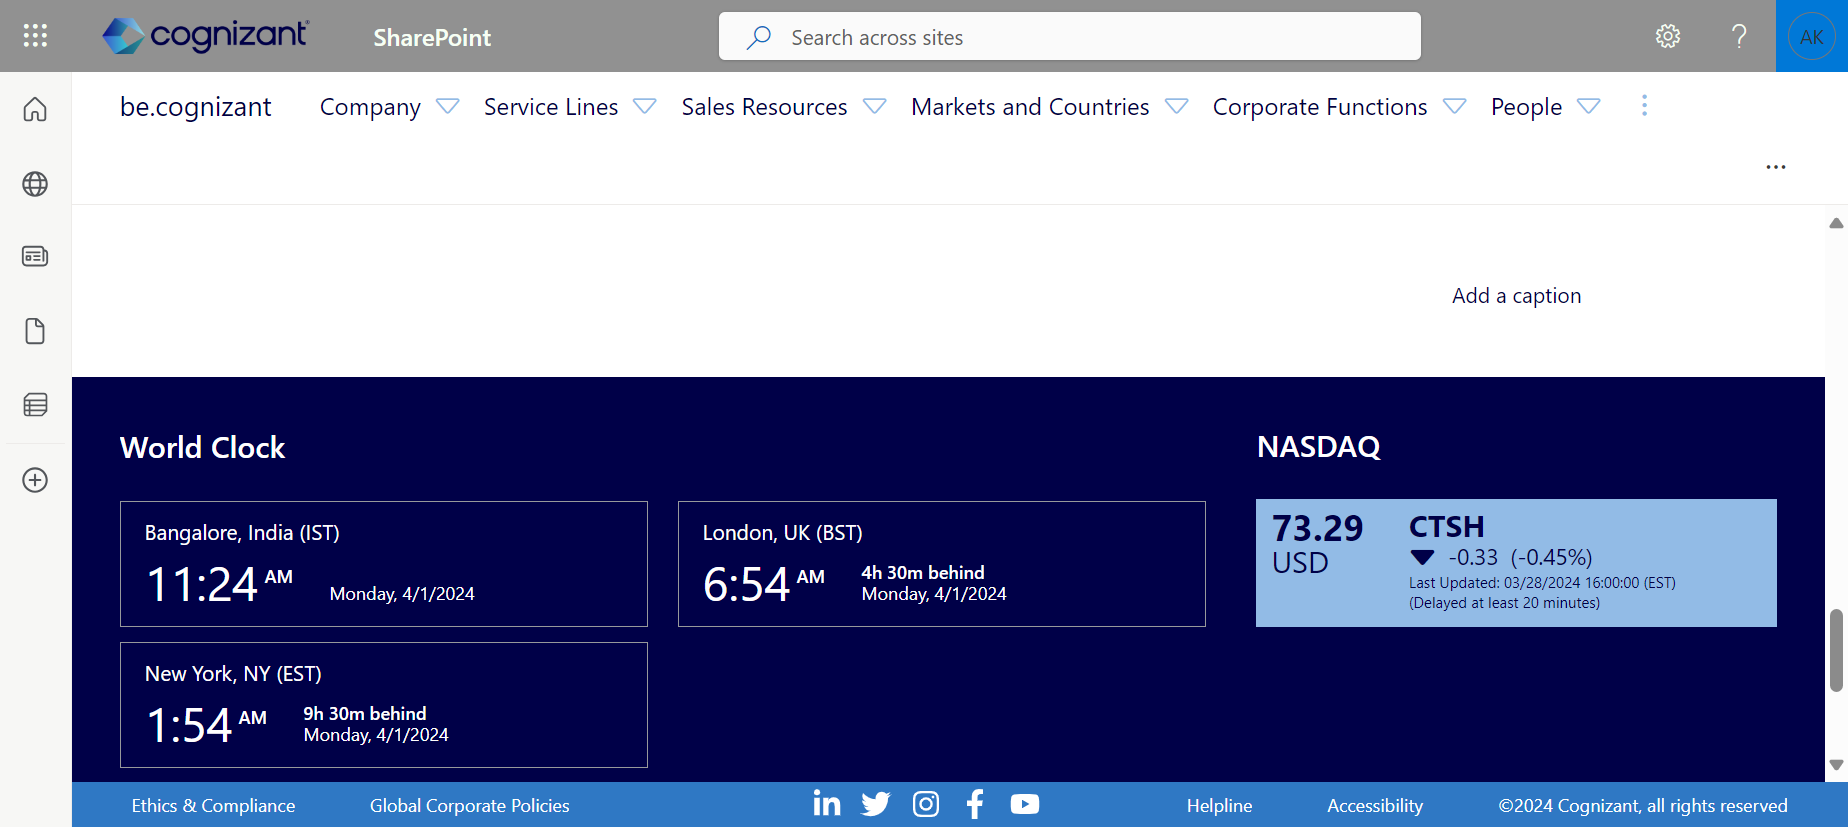 cognizant
SharePoint
Search across sites
?
AK
be.cognizant
Company
Service Lines
Sales Resources
Markets and Countries
Corporate Functions
People
Add a caption
World Clock
Bangalore, India (IST)
11:24 AM
Monday, 4/1/2024
London, UK (BST)
6:54 AM
4h 30m behind
Monday, 4/1/2024
New York, NY (EST)
1:54 AM
9h 30m behind
Monday, 4/1/2024
NASDAQ
73.29
USD
CTSH
-0.33 (-0.45%)
Last Updated: 03/28/2024 16:00:00 (EST)
(Delayed at least 20 minutes)
Ethics & Compliance
Global Corporate Policies
Helpline
Accessibility
©2024 Cognizant, all rights reserved